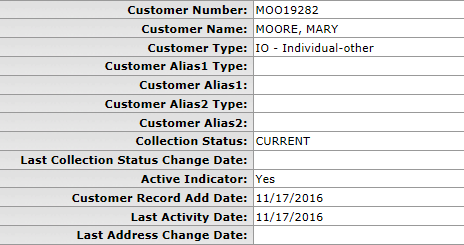 Customer Number: MOO19282
Customer Name: MOORE, MARY
Customer Type: IO - Individual-other
Customer Alias1 Type:
Customer Alias1:
Customer Alias2 Type:
Customer Alias2:
Collection Status: CURRENT
Last Collection Status Change Date:
Active Indicator: Yes
Customer Record Add Date: 11/17/2016
Last Activity Date: 11/17/2016
Last Address Change Date: